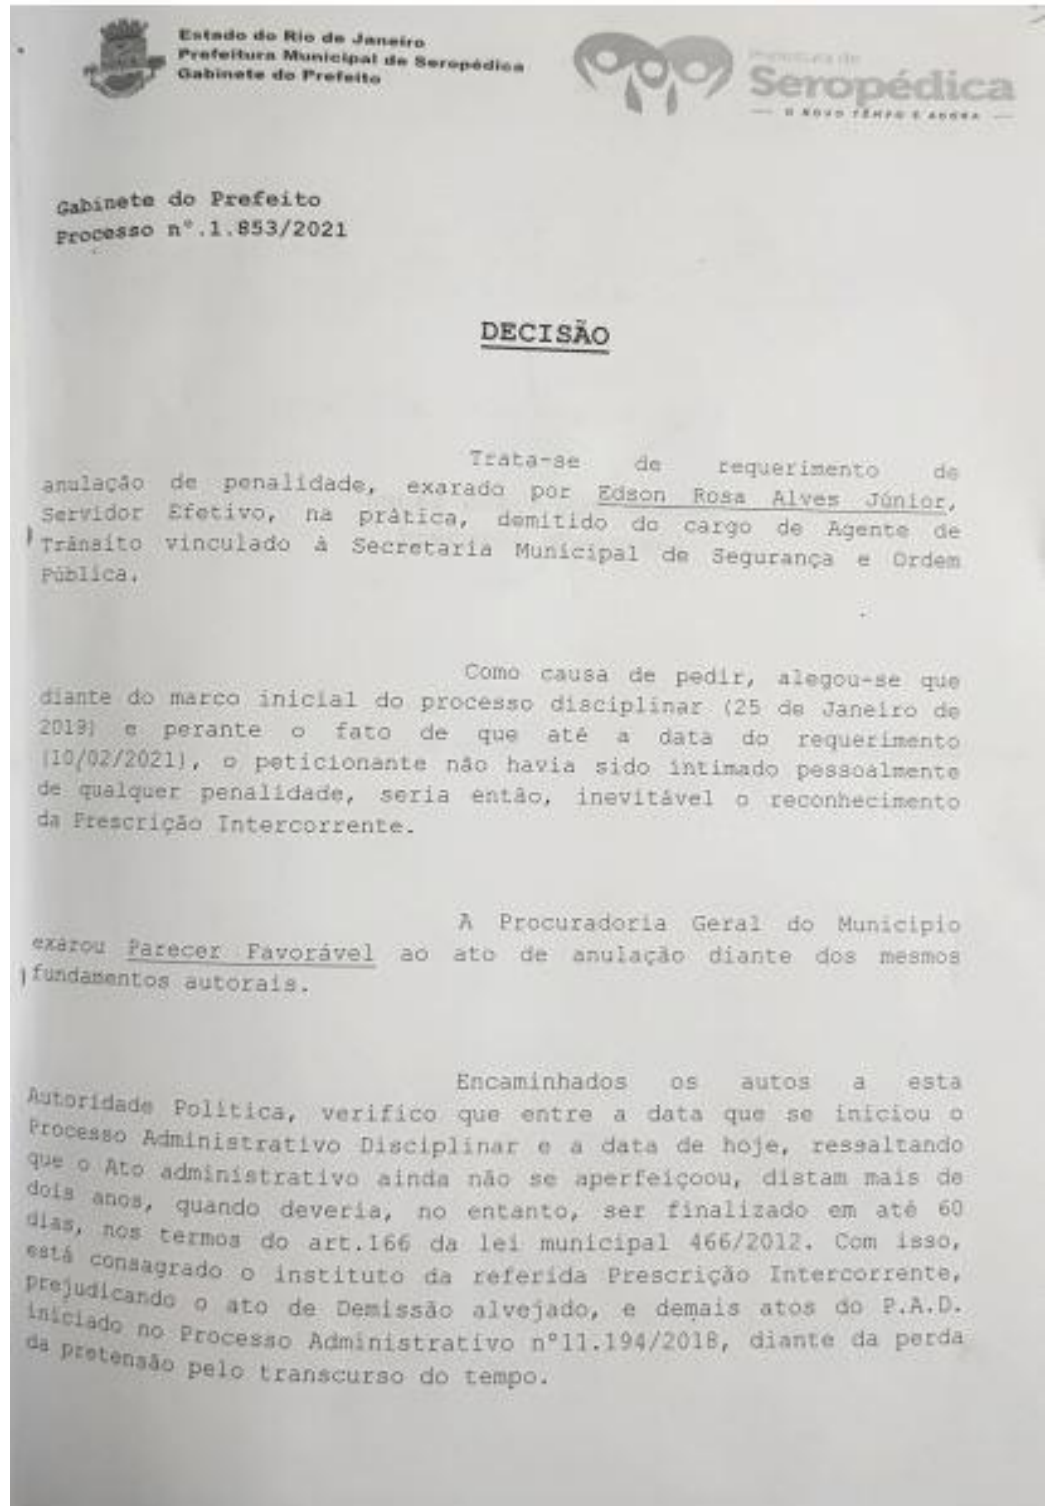 Estado do Rio de Janeiro
Prefeitura Municipal de Seropédica
Gabinete do Prefeito
Prefeitura de
Seropédica
O NOVO TEMPO É AGORA
Gabinete do Prefeito
Processo nº.1.853/2021
DECISÃO
Trata-se de requerimento de
anulação de penalidade, exarado por Edson Rosa Alves Júnior,
Servidor Efetivo, na prática, demitido do cargo de Agente de
Trânsito vinculado à Secretaria Municipal de Segurança e Ordem
Pública.
Como causa de pedir, alegou-se que
diante do marco inicial do processo disciplinar (25 de Janeiro de
2019) e perante o fato de que até a data do requerimento
(10/02/2021), o peticionante não havia sido intimado pessoalmente
de qualquer penalidade, seria então, inevitável o reconhecimento
da Prescrição Intercorrente.
A Procuradoria Geral do Município
exarou Parecer Favorável ao ato de anulação diante dos mesmos
fundamentos autorais.
Encaminhados os autos a esta
Autoridade Política, verifico que entre a data que se iniciou o
Processo Administrativo Disciplinar e a data de hoje, ressaltando
que o Ato administrativo ainda não se aperfeiçoou, distam mais de
dois anos, quando deveria, no entanto, ser finalizado em até 60
dias, nos termos do art.166 da lei municipal 466/2012. Com isso,
está consagrado o instituto da referida Prescrição Intercorrente,
prejudicando o ato de Demissão alvejado, e demais atos do P.A.D.
iniciado no Processo Administrativo nº11.194/2018, diante da perda
da pretensão pelo transcurso do tempo.